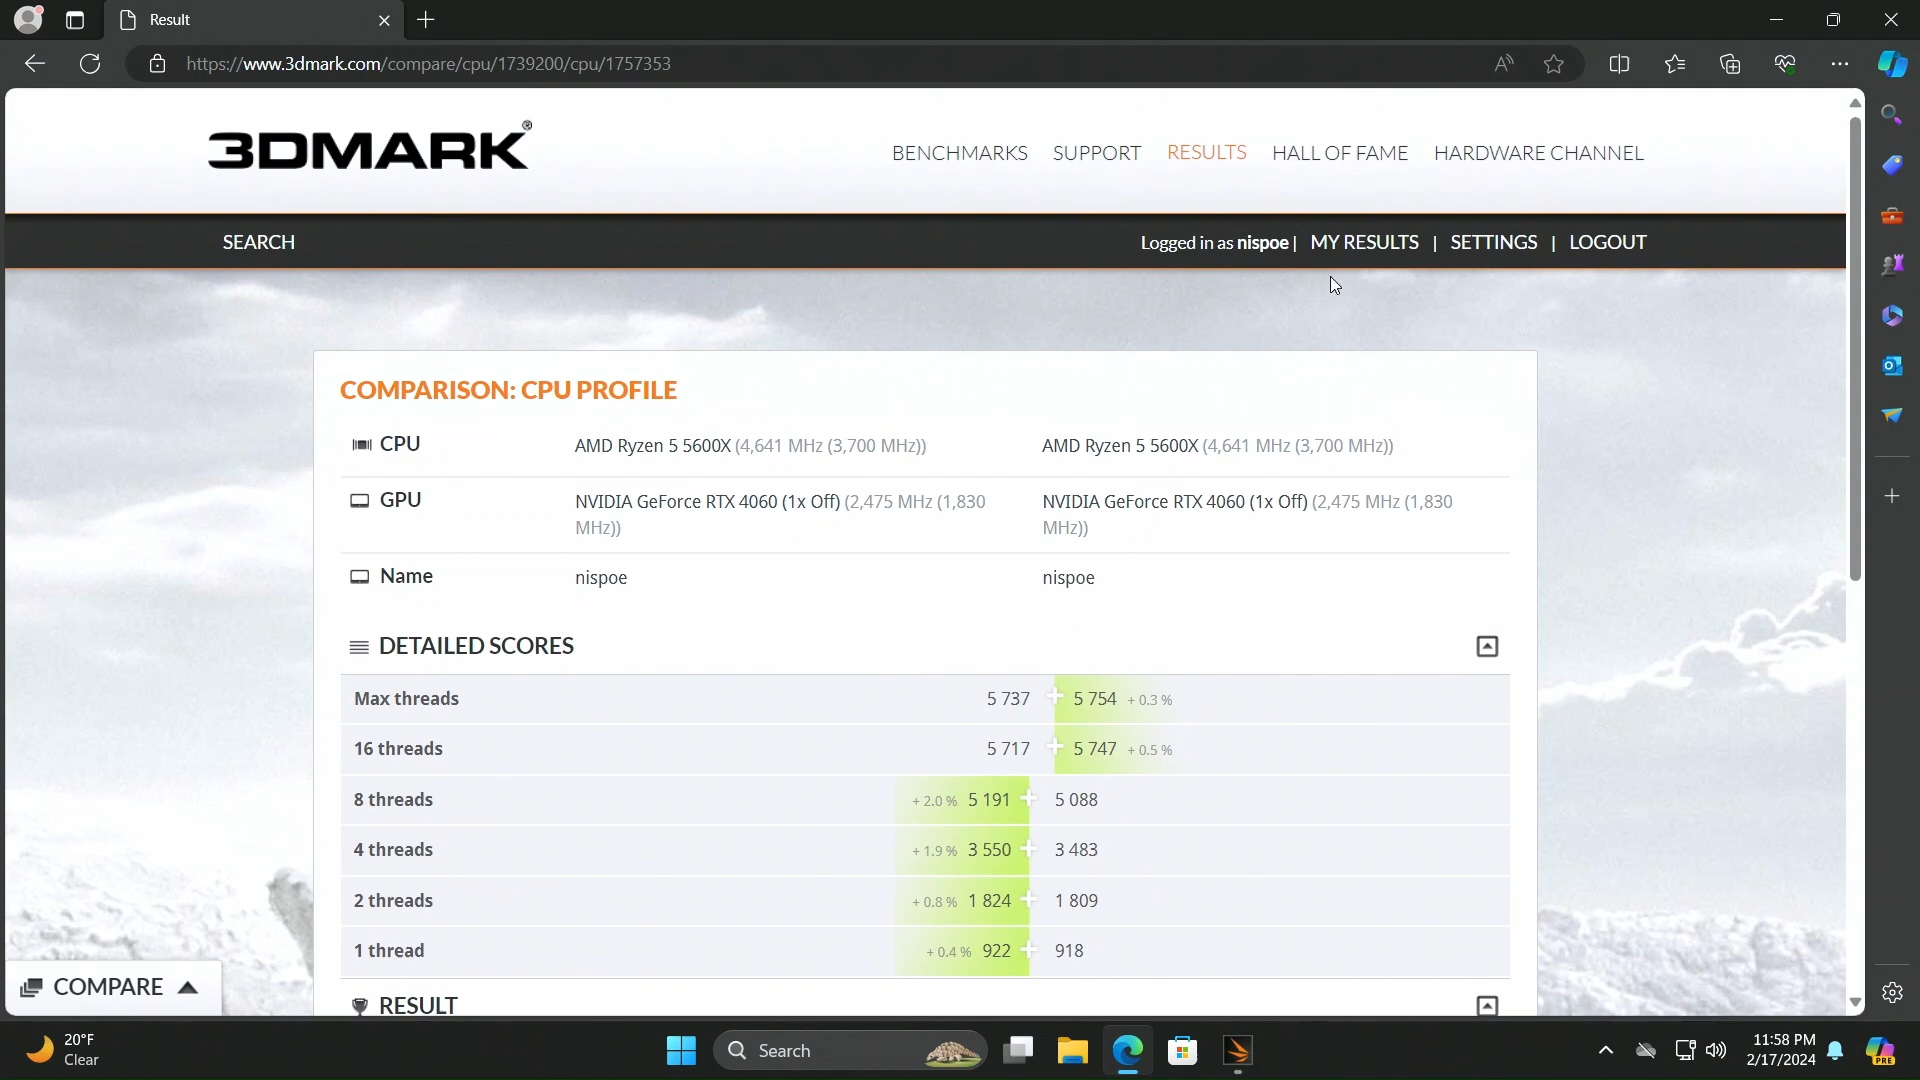 Result
https://www.3dmark.com/compare/cpu/1739200/cpu/1757353
3DMARK®
BENCHMARKS SUPPORT RESULTS HALL OF FAME HARDWARE CHANNEL
SEARCH
Logged in as nispoe | MY RESULTS | SETTINGS | LOGOUT
COMPARISON: CPU PROFILE
CPU AMD Ryzen 5 5600X (4,641 MHz (3,700 MHz)) AMD Ryzen 5 5600X (4,641 MHz (3,700 MHz))
GPU NVIDIA GeForce RTX 4060 (1x Off) (2,475 MHz (1,830 MHz)) NVIDIA GeForce RTX 4060 (1x Off) (2,475 MHz (1,830 MHz))
Name nispoe nispoe
DETAILED SCORES
Max threads 5 737 5 754 + 0.3 %
16 threads 5 717 5 747 + 0.5 %
8 threads + 2.0 % 5 191 5 088
4 threads + 1.9 % 3 550 3 483
2 threads + 0.8 % 1 824 1 809
1 thread + 0.4 % 922 918
COMPARE
RESULT
20°F
Clear
Search
11:58 PM
2/17/2024
PRE